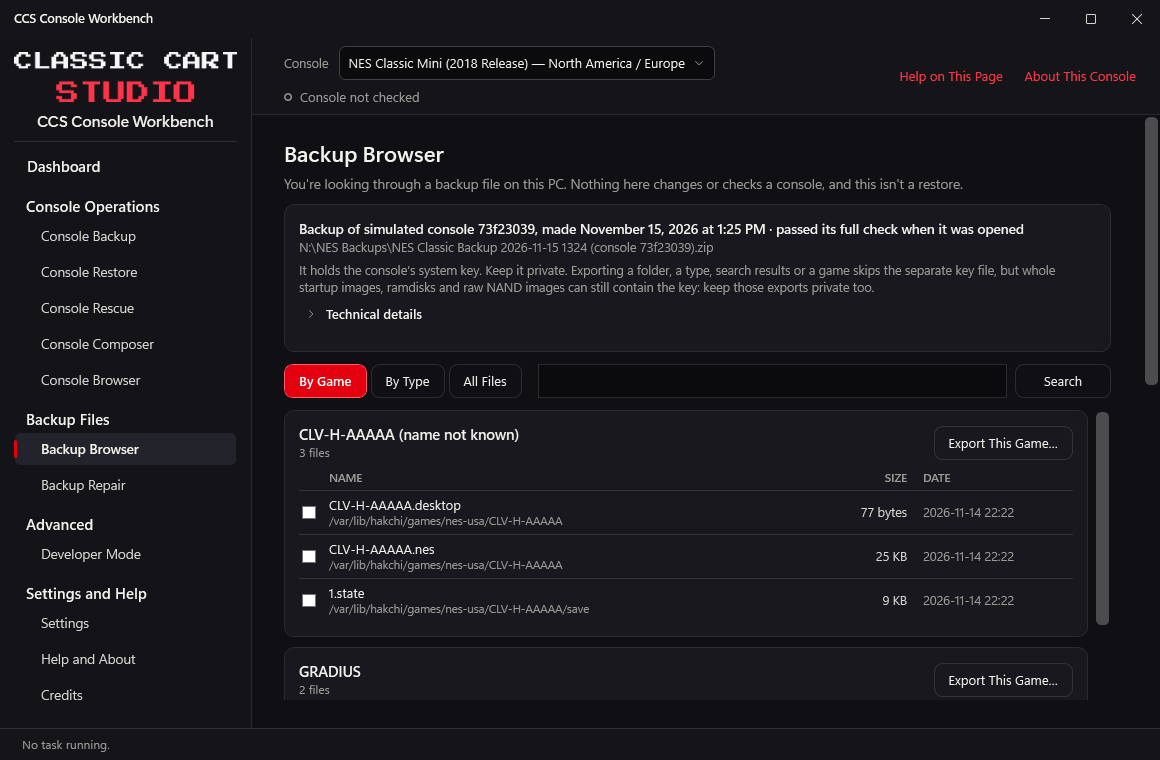 CCS Console Workbench
CLASSIC CART
STUDIO
CCS Console Workbench
Dashboard
Console Operations
Console Backup
Console Restore
Console Rescue
Console Composer
Console Browser
Backup Files
Backup Browser
Backup Repair
Advanced
Developer Mode
Settings and Help
Settings
Help and About
Credits
Console
NES Classic Mini (2018 Release) — North America / Europe
Console not checked
Help on This Page
About This Console
Backup Browser
You're looking through a backup file on this PC. Nothing here changes or checks a console, and this isn't a restore.
Backup of simulated console 73f23039, made November 15, 2026 at 1:25 PM · passed its full check when it was opened
N:\NES Backups\NES Classic Backup 2026-11-15 1324 (console 73f23039).zip
It holds the console's system key. Keep it private. Exporting a folder, a type, search results or a game skips the separate key file, but whole
startup images, ramdisks and raw NAND images can still contain the key: keep those exports private too.
Technical details
By Game
By Type
All Files
Search
CLV-H-AAAAA (name not known)
3 files
Export This Game...
NAME SIZE DATE
CLV-H-AAAAA.desktop
/var/lib/hakchi/games/nes-usa/CLV-H-AAAAA
77 bytes 2026-11-14 22:22
CLV-H-AAAAA.nes
/var/lib/hakchi/games/nes-usa/CLV-H-AAAAA
25 KB 2026-11-14 22:22
1.state
/var/lib/hakchi/games/nes-usa/CLV-H-AAAAA/save
9 KB 2026-11-14 22:22
GRADIUS
2 files
Export This Game...
No task running.